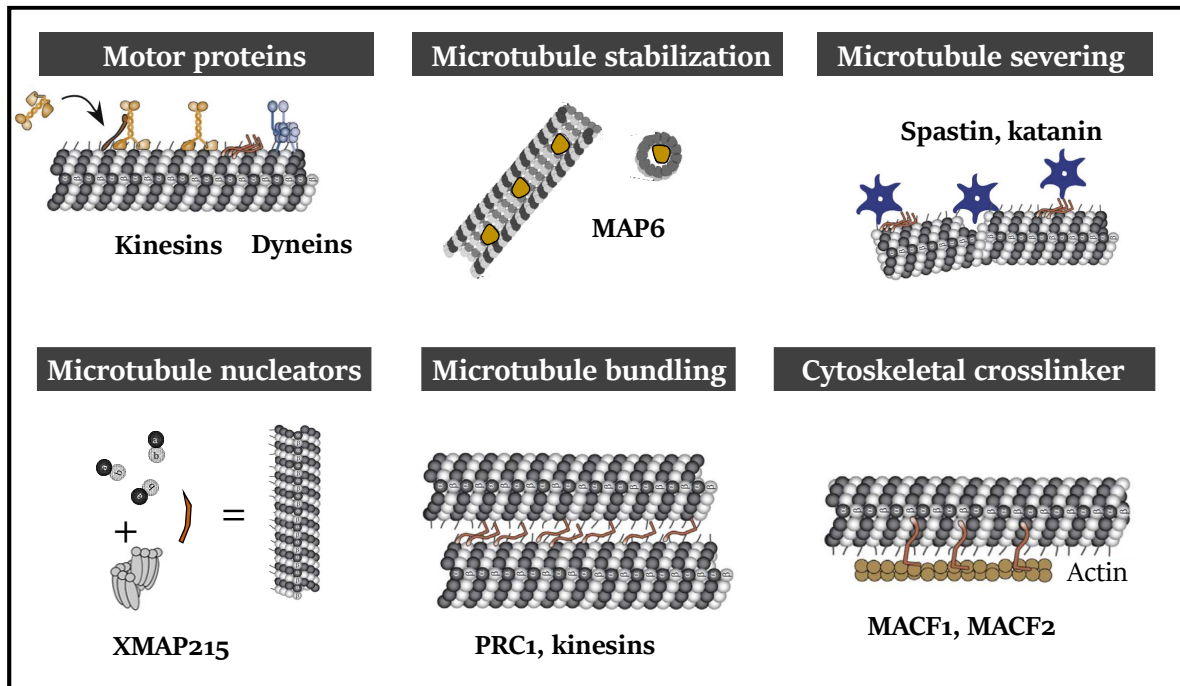 Motor proteins
Kinesins
Dyneins
Microtubule stabilization
MAP6
Microtubule severing
Spastin, katanin
Microtubule nucleators
a
b
a
b
a
b
+
=
XMAP215
Microtubule bundling
PRC1, kinesins
Cytoskeletal crosslinker
Actin
MACF1, MACF2